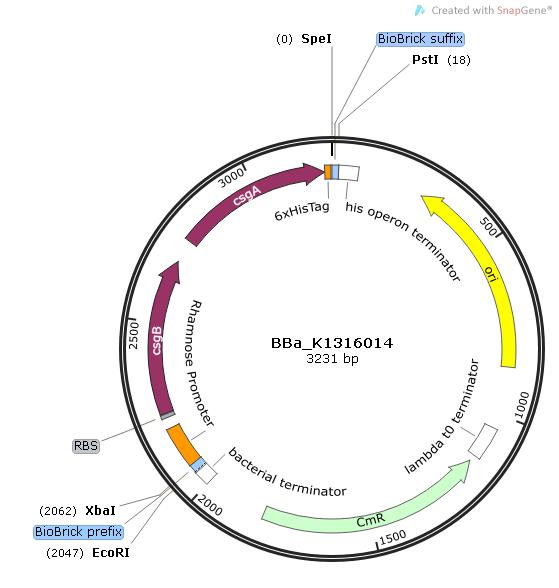 Created with SnapGene®
(0) SpeI
BioBrick suffix
PstI (18)
3000
csgA
6xHisTag
his operon terminator
500
ori
csgB
2500
Rhamnose Promoter
BBa_K1316014
3231 bp
lambda t0 terminator
1000
RBS
bacterial terminator
2000
(2062) XbaI
BioBrick prefix
(2047) EcoRI
CmR
1500